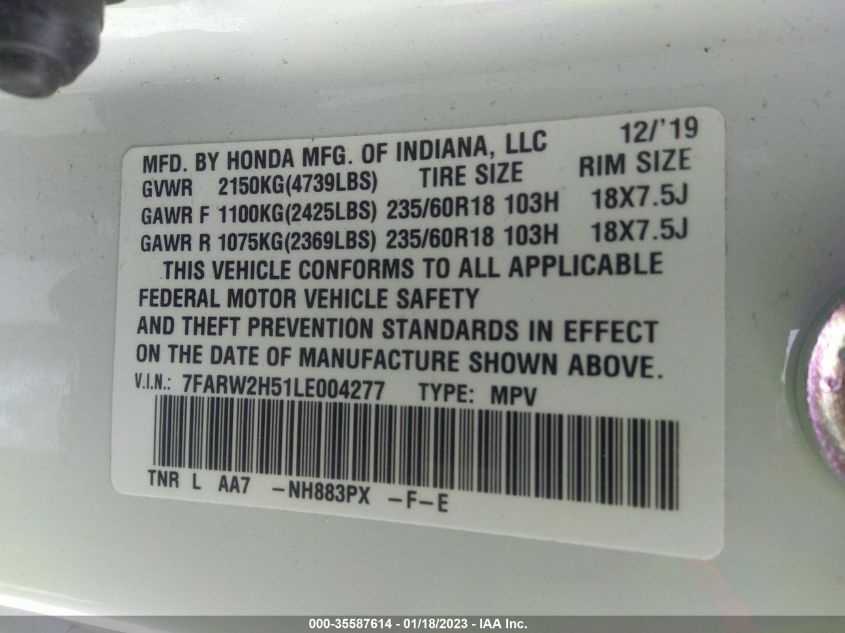 MFD. BY HONDA MFG. OF INDIANA, LLC 12/'19
GVWR 2150KG(4739LBS) TIRE SIZE RIM SIZE
GAWR F 1100KG(2425LBS) 235/60R18 103H 18X7.5J
GAWR R 1075KG(2369LBS) 235/60R18 103H 18X7.5J
THIS VEHICLE CONFORMS TO ALL APPLICABLE
FEDERAL MOTOR VEHICLE SAFETY
AND THEFT PREVENTION STANDARDS IN EFFECT
ON THE DATE OF MANUFACTURE SHOWN ABOVE.
V.I.N.: 7FARW2H51LE004277 TYPE: MPV
TNR L AA7 -NH883PX -F-E
000-35587614 - 01/18/2023 - IAA Inc.